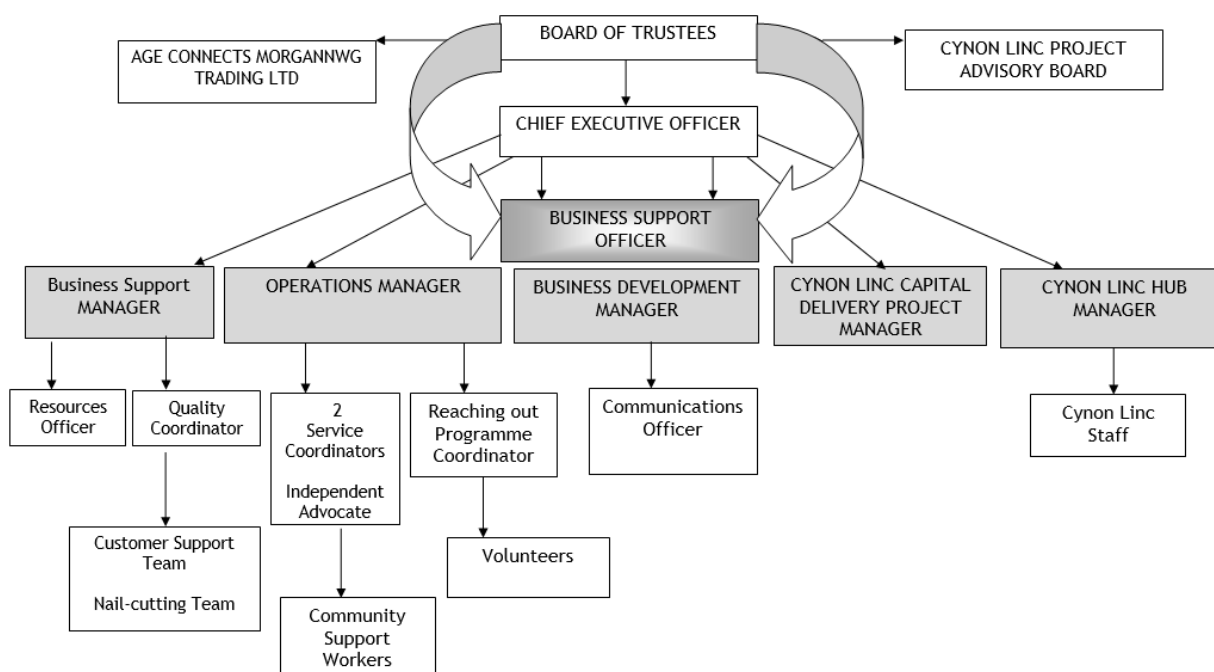 BOARD OF TRUSTEES
AGE CONNECTS MORGANNWG
TRADING LTD
CYNON LINC PROJECT
ADVISORY BOARD
CHIEF EXECUTIVE OFFICER
BUSINESS SUPPORT
OFFICER
Business Support
MANAGER
OPERATIONS MANAGER
BUSINESS DEVELOPMENT
MANAGER
CYNON LINC CAPITAL
DELIVERY PROJECT
MANAGER
CYNON LINC HUB
MANAGER
Resources
Officer
Quality
Coordinator
2
Service
Coordinators
Independent
Advocate
Reaching out
Programme
Coordinator
Communications
Officer
Cynon Linc
Staff
Customer Support
Team
Nail-cutting Team
Volunteers
Community
Support
Workers